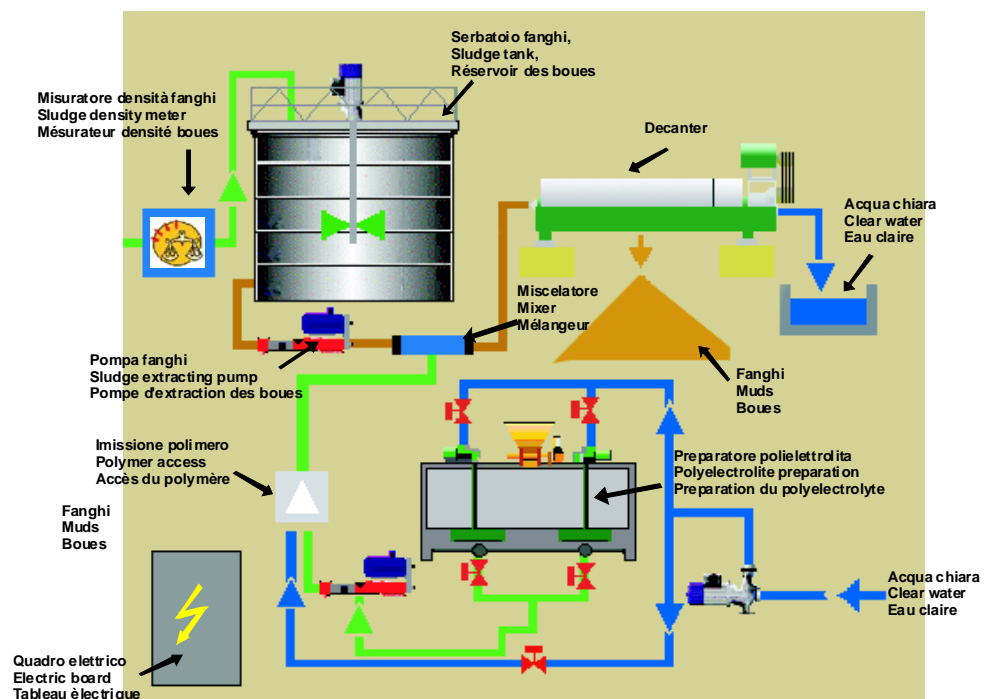 Serbatoio fanghi,
Sludge tank,
Réservoir des boues
Misuratore densità fanghi
Sludge density meter
Mésurateur densité boues
Decanter
Acqua chiara
Clear water
Eau claire
Miscelatore
Mixer
Mélangeur
Pompa fanghi
Sludge extracting pump
Pompe d'extraction des boues
Fanghi
Muds
Boues
Imissione polimero
Polymer access
Accès du polymère
Preparatore polielettrolita
Polyelectrolite preparation
Preparation du polyelectrolyte
Fanghi
Muds
Boues
Acqua chiara
Clear water
Eau claire
Quadro elettrico
Electric board
Tableau èlectrique